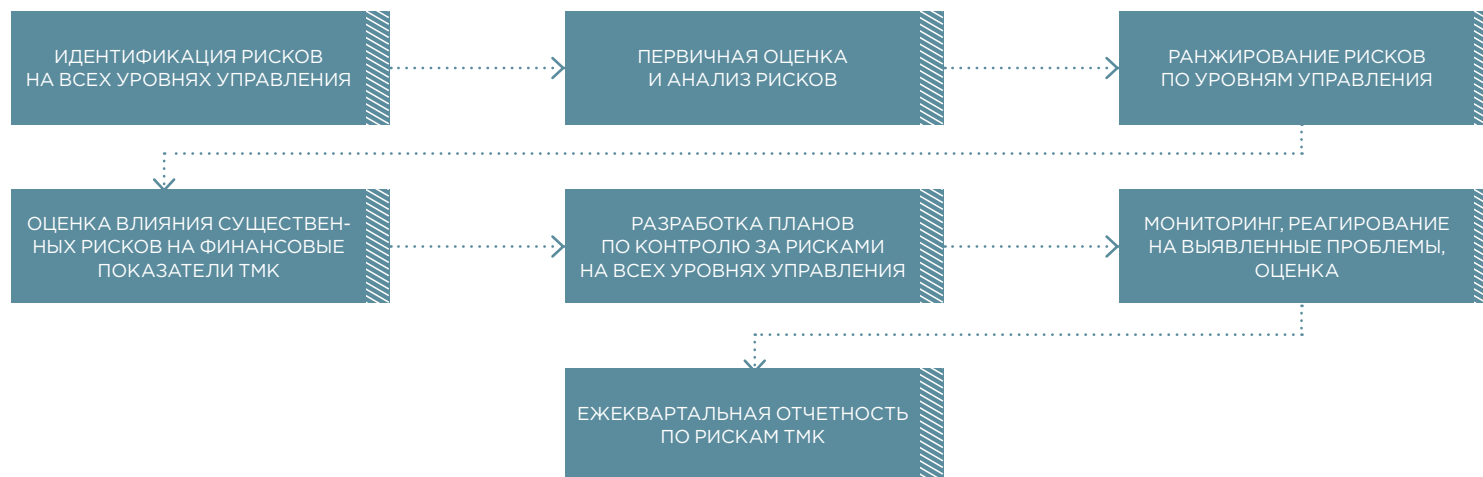 ИДЕНТИФИКАЦИЯ РИСКОВ
НА ВСЕХ УРОВНЯХ УПРАВЛЕНИЯ
ПЕРВИЧНАЯ ОЦЕНКА
И АНАЛИЗ РИСКОВ
РАНЖИРОВАНИЕ РИСКОВ
ПО УРОВНЯМ УПРАВЛЕНИЯ
ОЦЕНКА ВЛИЯНИЯ СУЩЕСТВЕН-
НЫХ РИСКОВ НА ФИНАНСОВЫЕ
ПОКАЗАТЕЛИ ТМК
РАЗРАБОТКА ПЛАНОВ
ПО КОНТРОЛЮ ЗА РИСКАМИ
НА ВСЕХ УРОВНЯХ УПРАВЛЕНИЯ
МОНИТОРИНГ, РЕАГИРОВАНИЕ
НА ВЫЯВЛЕННЫЕ ПРОБЛЕМЫ,
ОЦЕНКА
ЕЖЕКВАРТАЛЬНАЯ ОТЧЕТНОСТЬ
ПО РИСКАМ ТМК